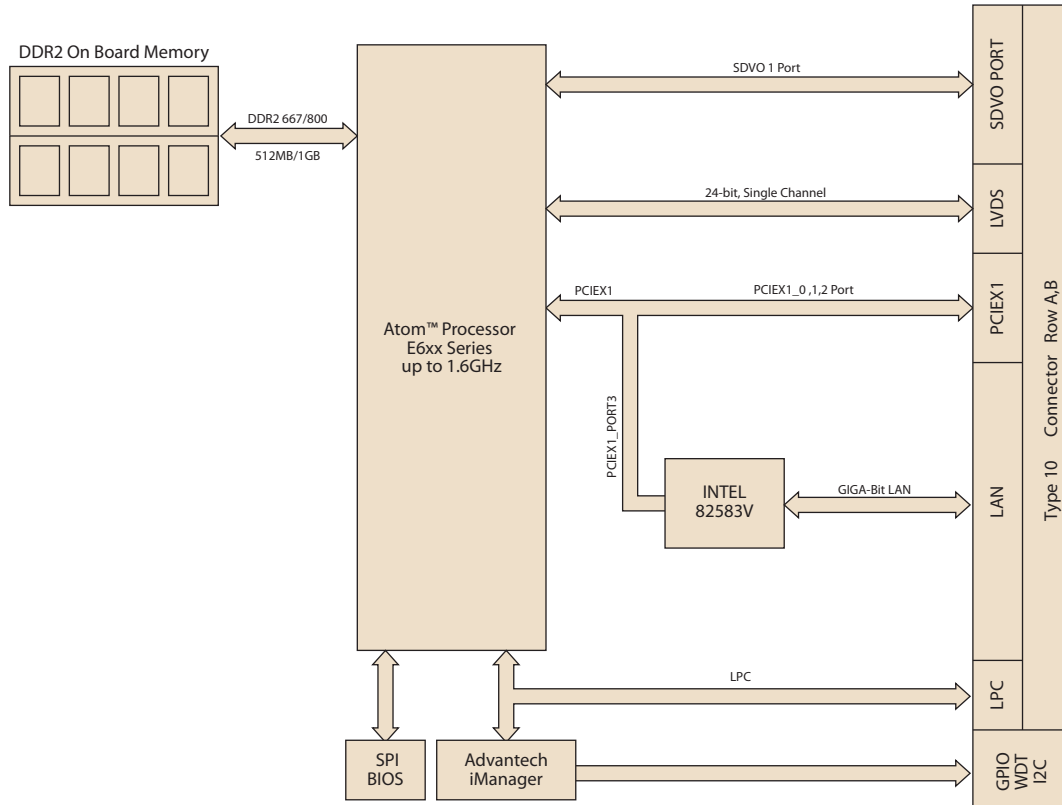 DDR2 On Board Memory
DDR2 667/800
512MB/1GB
Atom™ Processor
E6xx Series
up to 1.6GHz
SDVO 1 Port
24-bit, Single Channel
PCIEX1
PCIEX1_0 ,1,2 Port
PCIEX1_PORT3
INTEL
82583V
GIGA-Bit LAN
LPC
SPI
BIOS
Advantech
iManager
SDVO PORT
LVDS
PCIEX1
LAN
LPC
GPIO
WDT
I2C
Type 10 Connector Row A,B